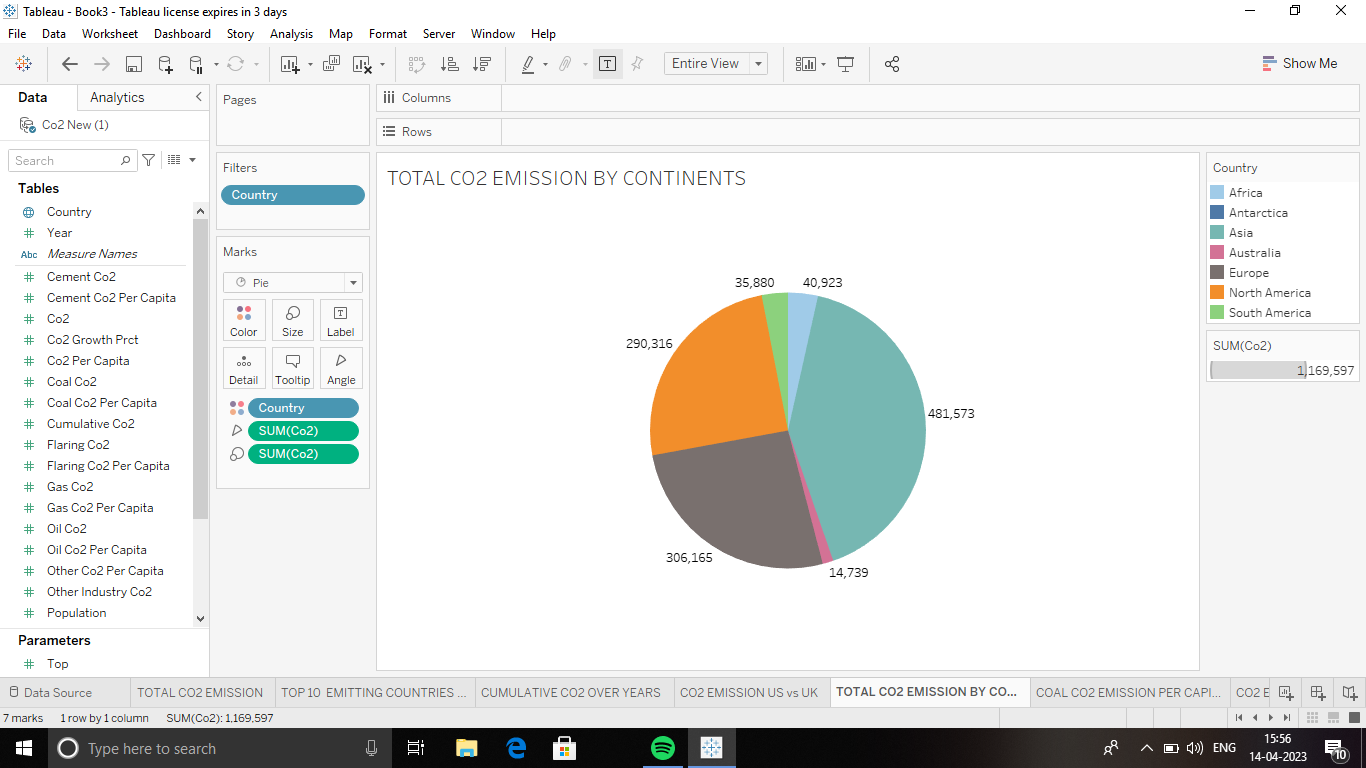 Tableau - Book3 - Tableau license expires in 3 days
File Data Worksheet Dashboard Story Analysis Map Format Server Window Help
Entire View
Show Me
Data Analytics
Co2 New (1)
Search
Tables
Country
Year
Abc Measure Names
Cement Co2
Cement Co2 Per Capita
Co2
Co2 Growth Prct
Co2 Per Capita
Coal Co2
Coal Co2 Per Capita
Cumulative Co2
Flaring Co2
Flaring Co2 Per Capita
Gas Co2
Gas Co2 Per Capita
Oil Co2
Oil Co2 Per Capita
Other Co2 Per Capita
Other Industry Co2
Population
Parameters
Top
Pages
Filters
Country
Marks
Pie
Color Size Label
Detail Tooltip Angle
Country
SUM(Co2)
SUM(Co2)
Columns
Rows
TOTAL CO2 EMISSION BY CONTINENTS
35,880
40,923
290,316
481,573
306,165
14,739
Country
Africa
Antarctica
Asia
Australia
Europe
North America
South America
SUM(Co2)
1,169,597
Data Source TOTAL CO2 EMISSION TOP 10 EMITTING COUNTRIES ... CUMULATIVE CO2 OVER YEARS CO2 EMISSION US vs UK TOTAL CO2 EMISSION BY CO... COAL CO2 EMISSION PER CAPI... CO2 E
7 marks 1 row by 1 column SUM(Co2): 1,169,597
Type here to search
ENG
15:56
14-04-2023
10